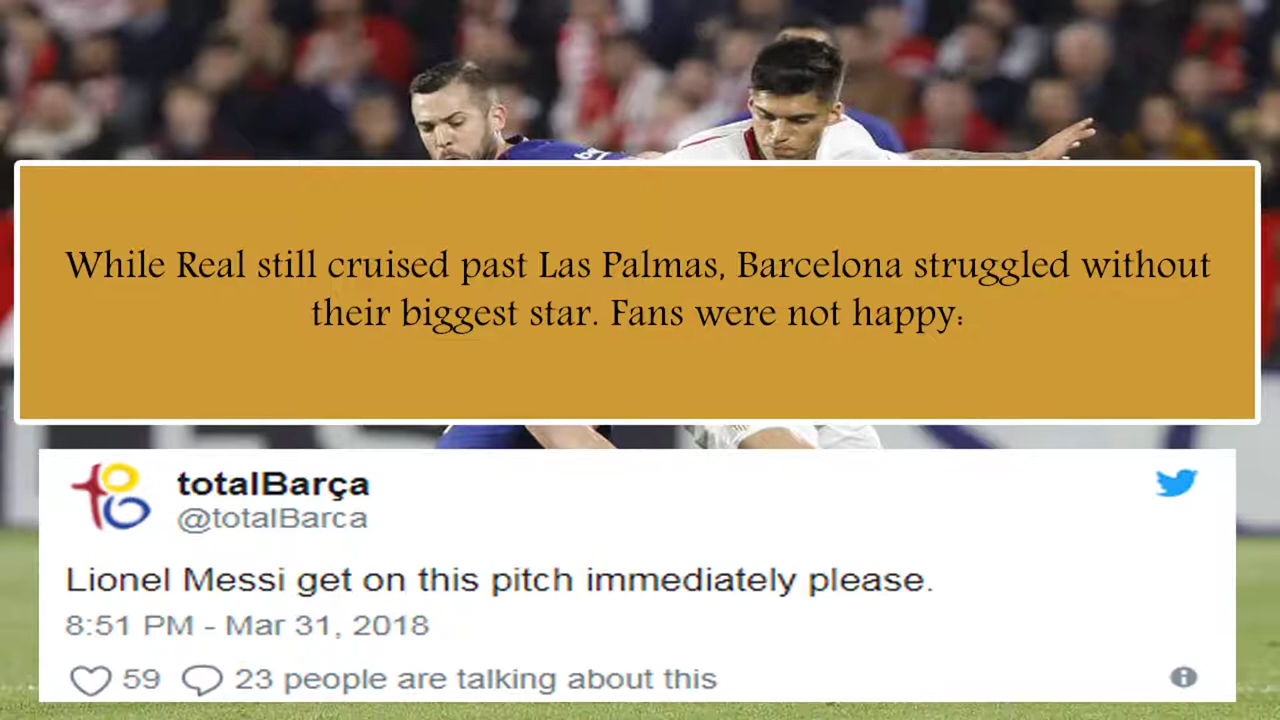 While Real still cruised past Las Palmas, Barcelona struggled without
their biggest star. Fans were not happy:
totalBarça
@totalBarca
Lionel Messi get on this pitch immediately please.
8:51 PM - Mar 31, 2018
59 23 people are talking about this